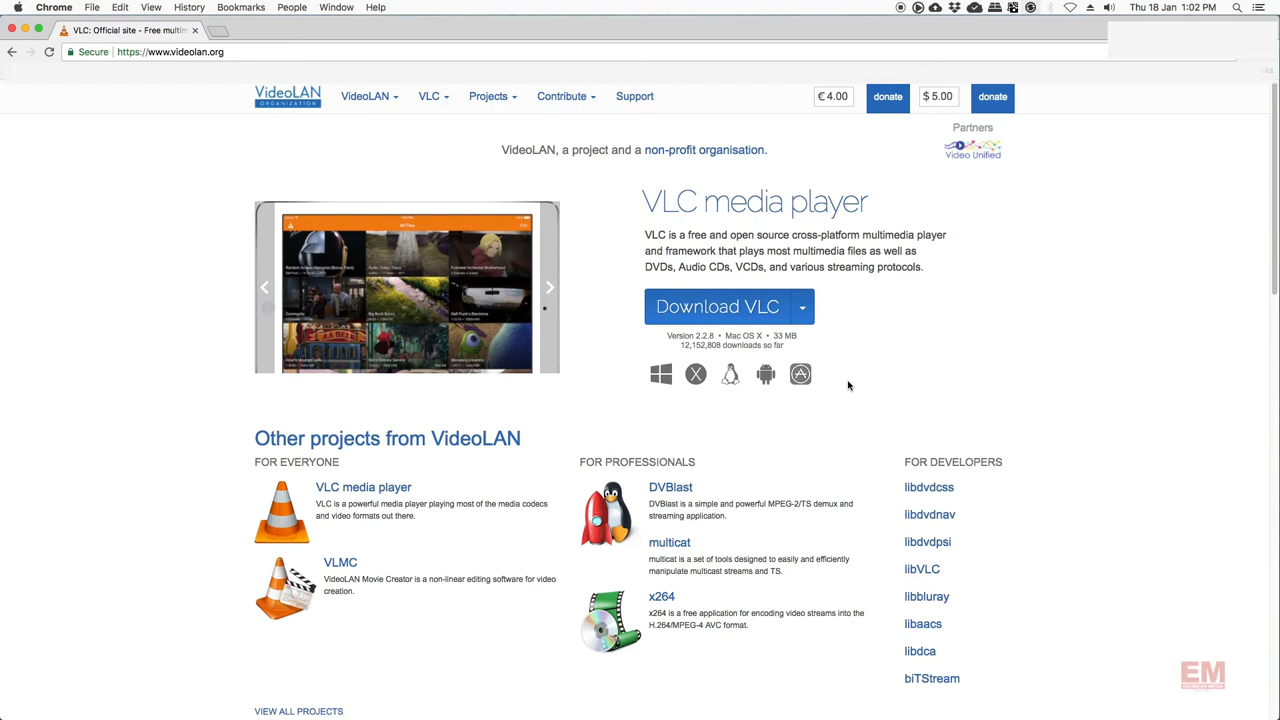 Chrome File Edit View History Bookmarks People Window Help
Thu 18 Jan 1:02 PM
VLC: Official site - Free multim
Secure https://www.videolan.org
VideoLAN
ORGANIZATION
VideoLAN VLC Projects Contribute Support
€ 4.00 donate $ 5.00 donate
Partners
Video Unified
VideoLAN, a project and a non-profit organisation.
VLC media player
VLC is a free and open source cross-platform multimedia player
and framework that plays most multimedia files as well as
DVDs, Audio CDs, VCDs, and various streaming protocols.
Download VLC
Version 2.2.8 • Mac OS X • 33 MB
12,152,808 downloads so far
All Files
Edit
Community
Big Buck Bunny
Other projects from VideoLAN
FOR EVERYONE
VLC media player
VLC is a powerful media player playing most of the media codecs
and video formats out there.
VLMC
VideoLAN Movie Creator is a non-linear editing software for video
creation.
FOR PROFESSIONALS
DVBlast
DVBlast is a simple and powerful MPEG-2/TS demux and
streaming application.
multicat
multicat is a set of tools designed to easily and efficiently
manipulate multicast streams and TS.
x264
x264 is a free application for encoding video streams into the
H.264/MPEG-4 AVC format.
FOR DEVELOPERS
libdvdcss
libdvdnav
libdvdpsi
libVLC
libbluray
libaacs
libdca
biTStream
VIEW ALL PROJECTS
EM